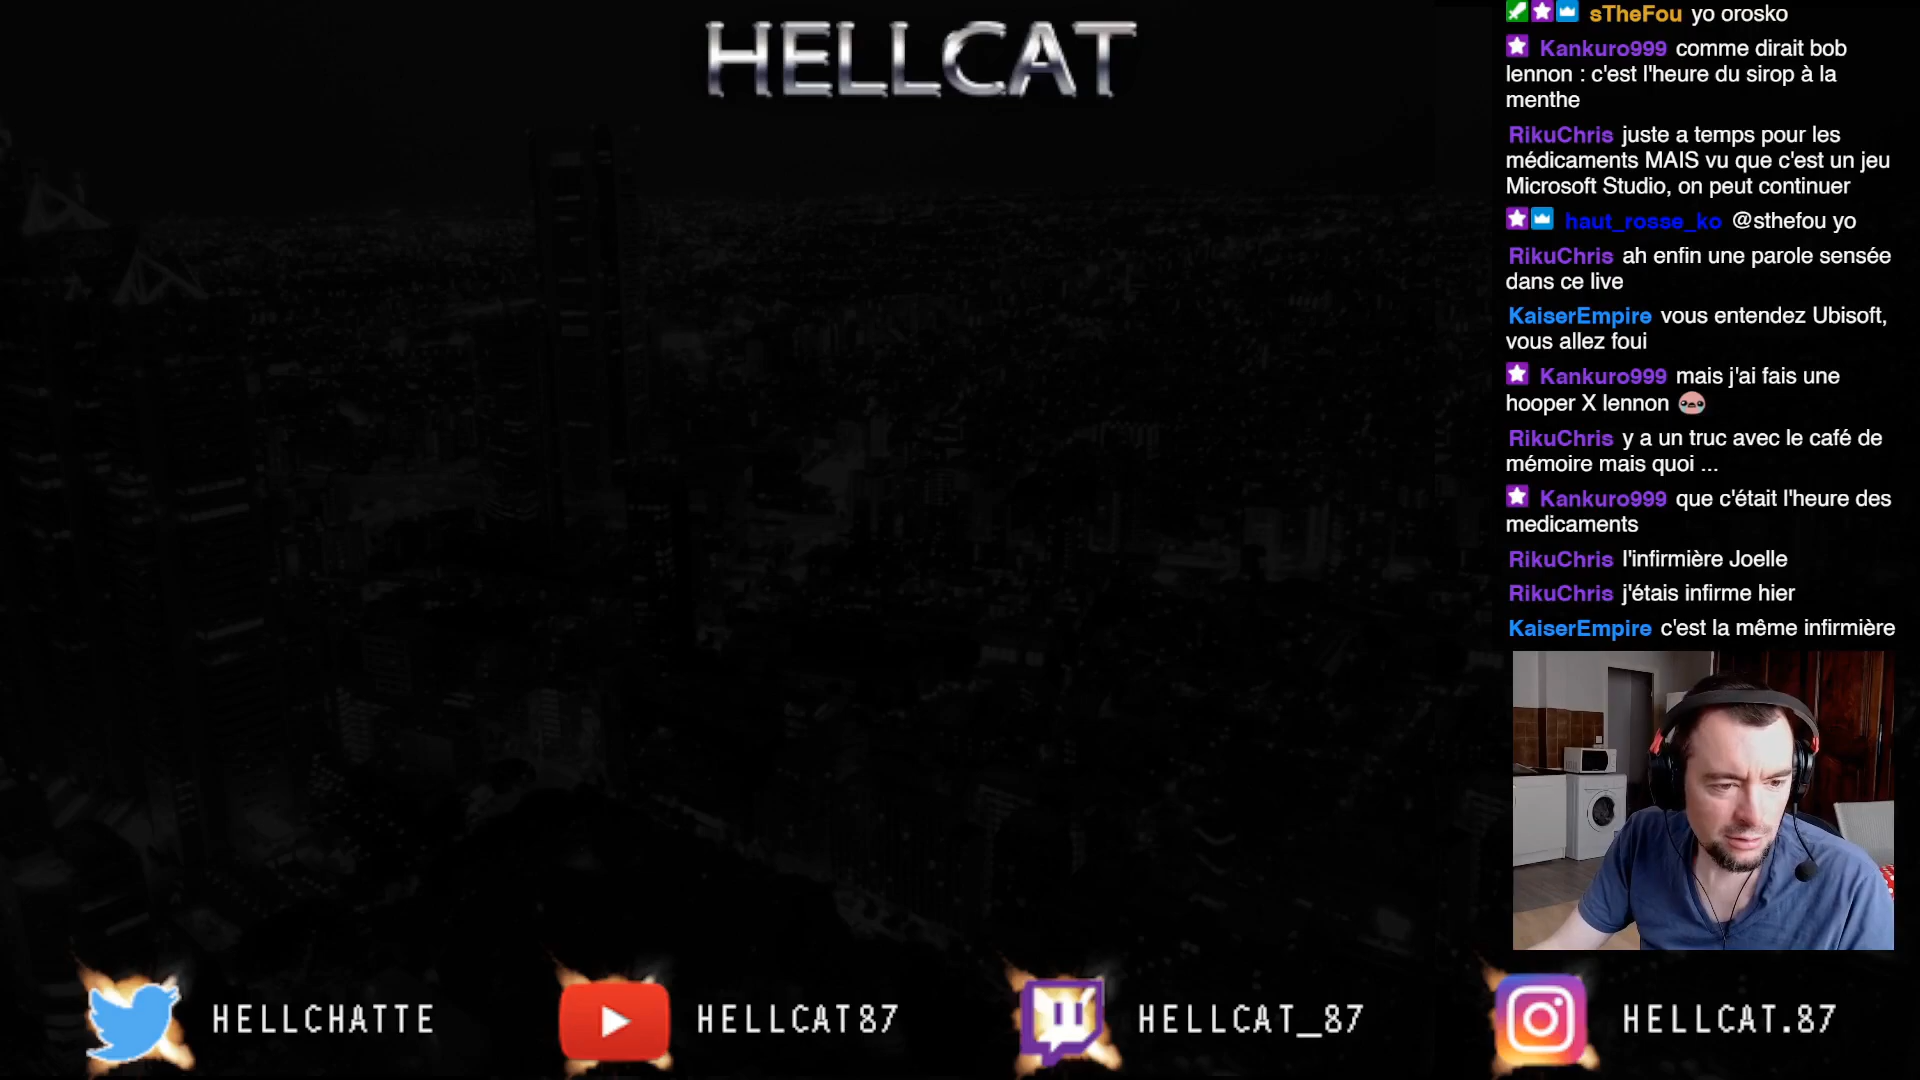 HELLCAT
sTheFou yo orosko
Kankuro999 comme dirait bob
lennon : c'est l'heure du sirop à la
menthe
RikuChris juste a temps pour les
médicaments MAIS vu que c'est un jeu
Microsoft Studio, on peut continuer
haut_rosse_ko @sthefou yo
RikuChris ah enfin une parole sensée
dans ce live
KaiserEmpire vous entendez Ubisoft,
vous allez foui
Kankuro999 mais j'ai fais une
hooper X lennon
RikuChris y a un truc avec le café de
mémoire mais quoi ...
Kankuro999 que c'était l'heure des
medicaments
RikuChris l'infirmière Joelle
RikuChris j'étais infirme hier
KaiserEmpire c'est la même infirmière
HELLCHATTE
HELLCAT87
HELLCAT_87
HELLCAT.87